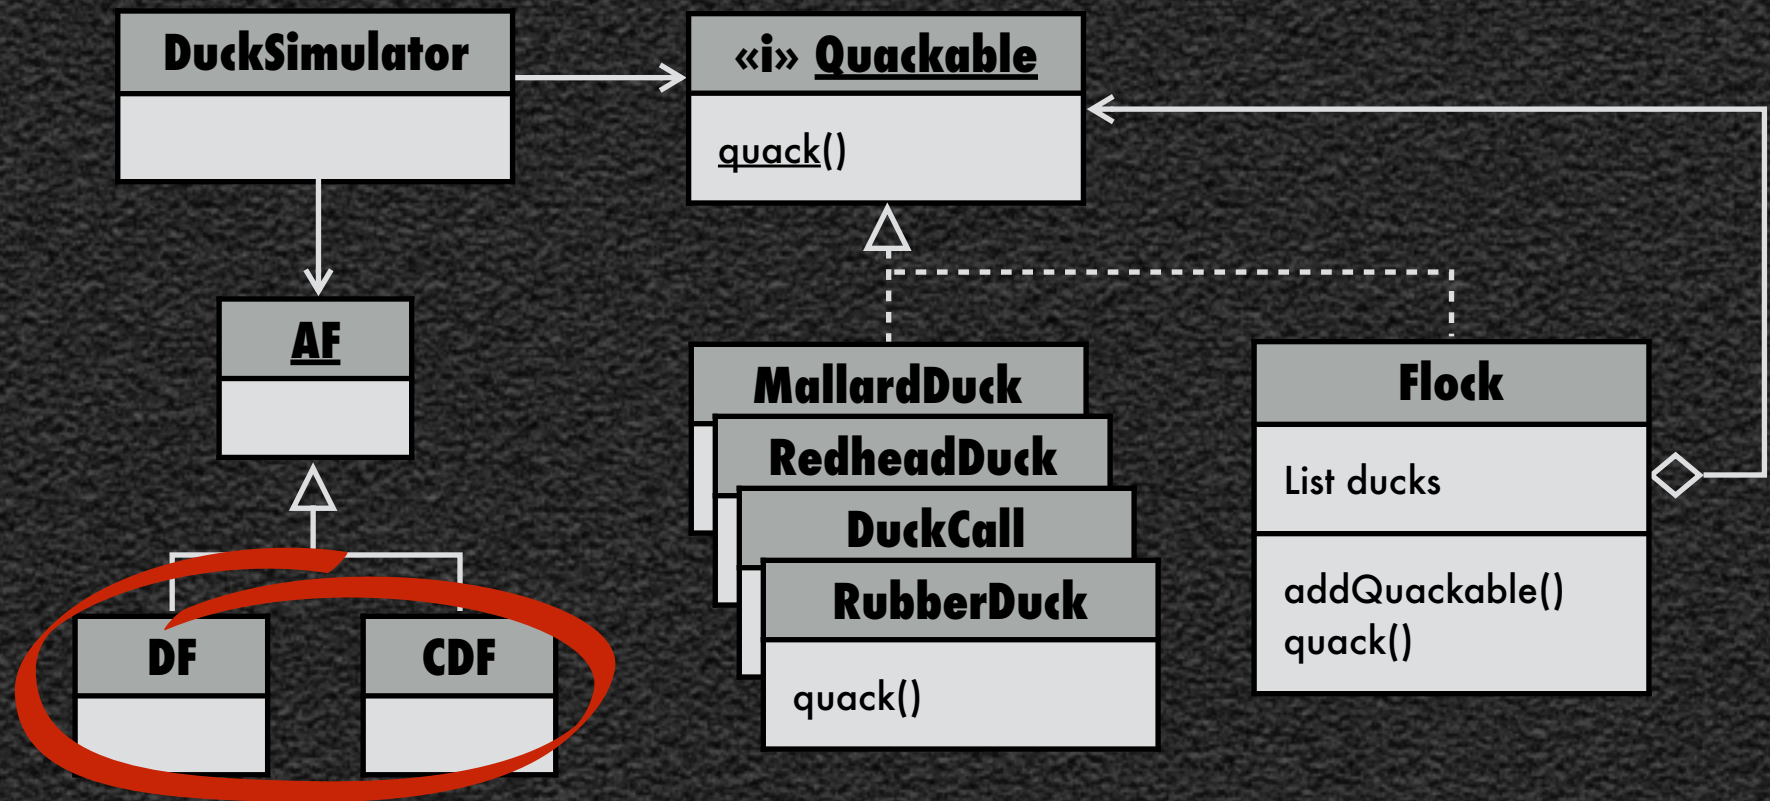 DuckSimulator
«i» Quackable
quack()
AF
DF
CDF
MallardDuck
RedheadDuck
DuckCall
RubberDuck
quack()
Flock
List ducks
addQuackable()
quack()